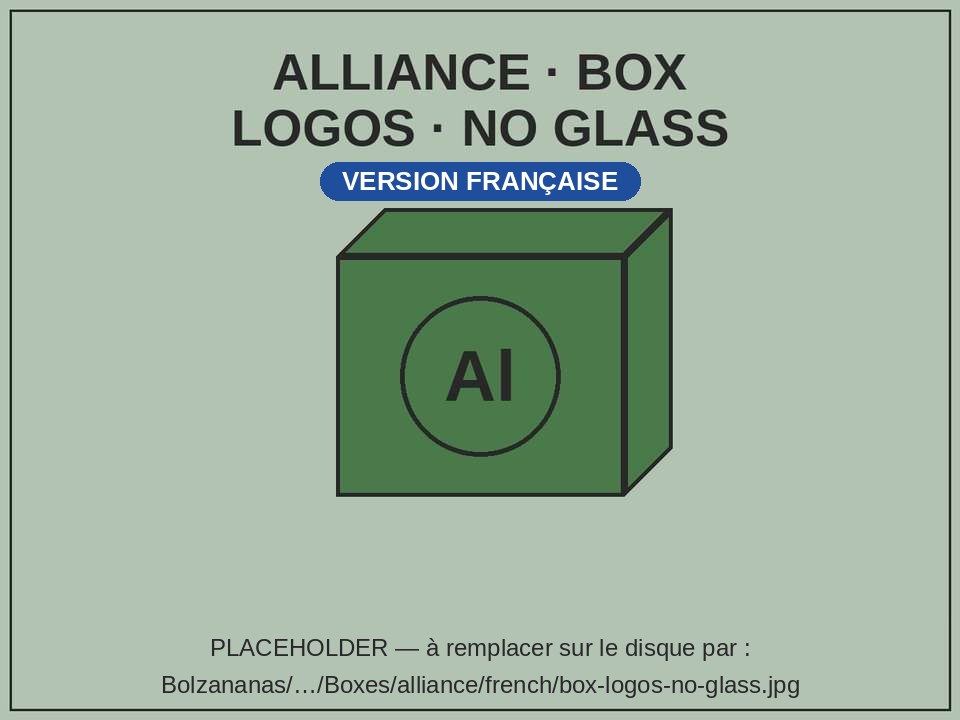 ALLIANCE · BOX
LOGOS · NO GLASS
VERSION FRANÇAISE
Al
PLACEHOLDER — à remplacer sur le disque par :
Bolzananas/…/Boxes/alliance/french/box-logos-no-glass.jpg